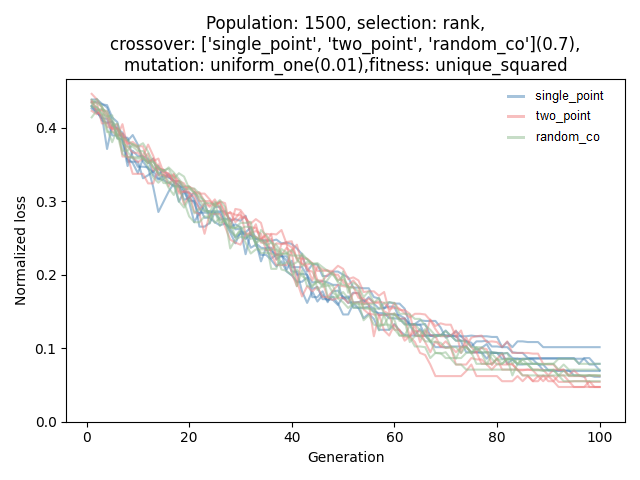 Population: 1500, selection: rank,
crossover: ['single_point', 'two_point', 'random_co'](0.7),
mutation: uniform_one(0.01),fitness: unique_squared
single_point
two_point
random_co
Normalized loss
0.4
0.3
0.2
0.1
0.0
0 20 40 60 80 100
Generation